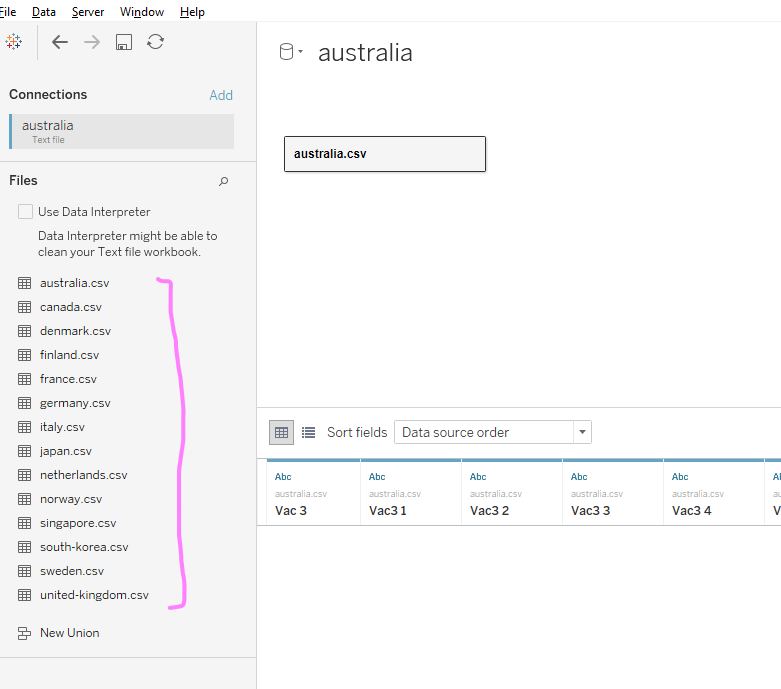 File Data Server Window Help
australia
Connections Add
australia
Text file
australia.csv
Files
Use Data Interpreter
Data Interpreter might be able to
clean your Text file workbook.
australia.csv
canada.csv
denmark.csv
finland.csv
france.csv
germany.csv
italy.csv
japan.csv
netherlands.csv
norway.csv
singapore.csv
south-korea.csv
sweden.csv
united-kingdom.csv
New Union
Sort fields Data source order
Abc Abc Abc Abc Abc
australia.csv australia.csv australia.csv australia.csv australia.csv
Vac 3 Vac3 1 Vac3 2 Vac3 3 Vac3 4